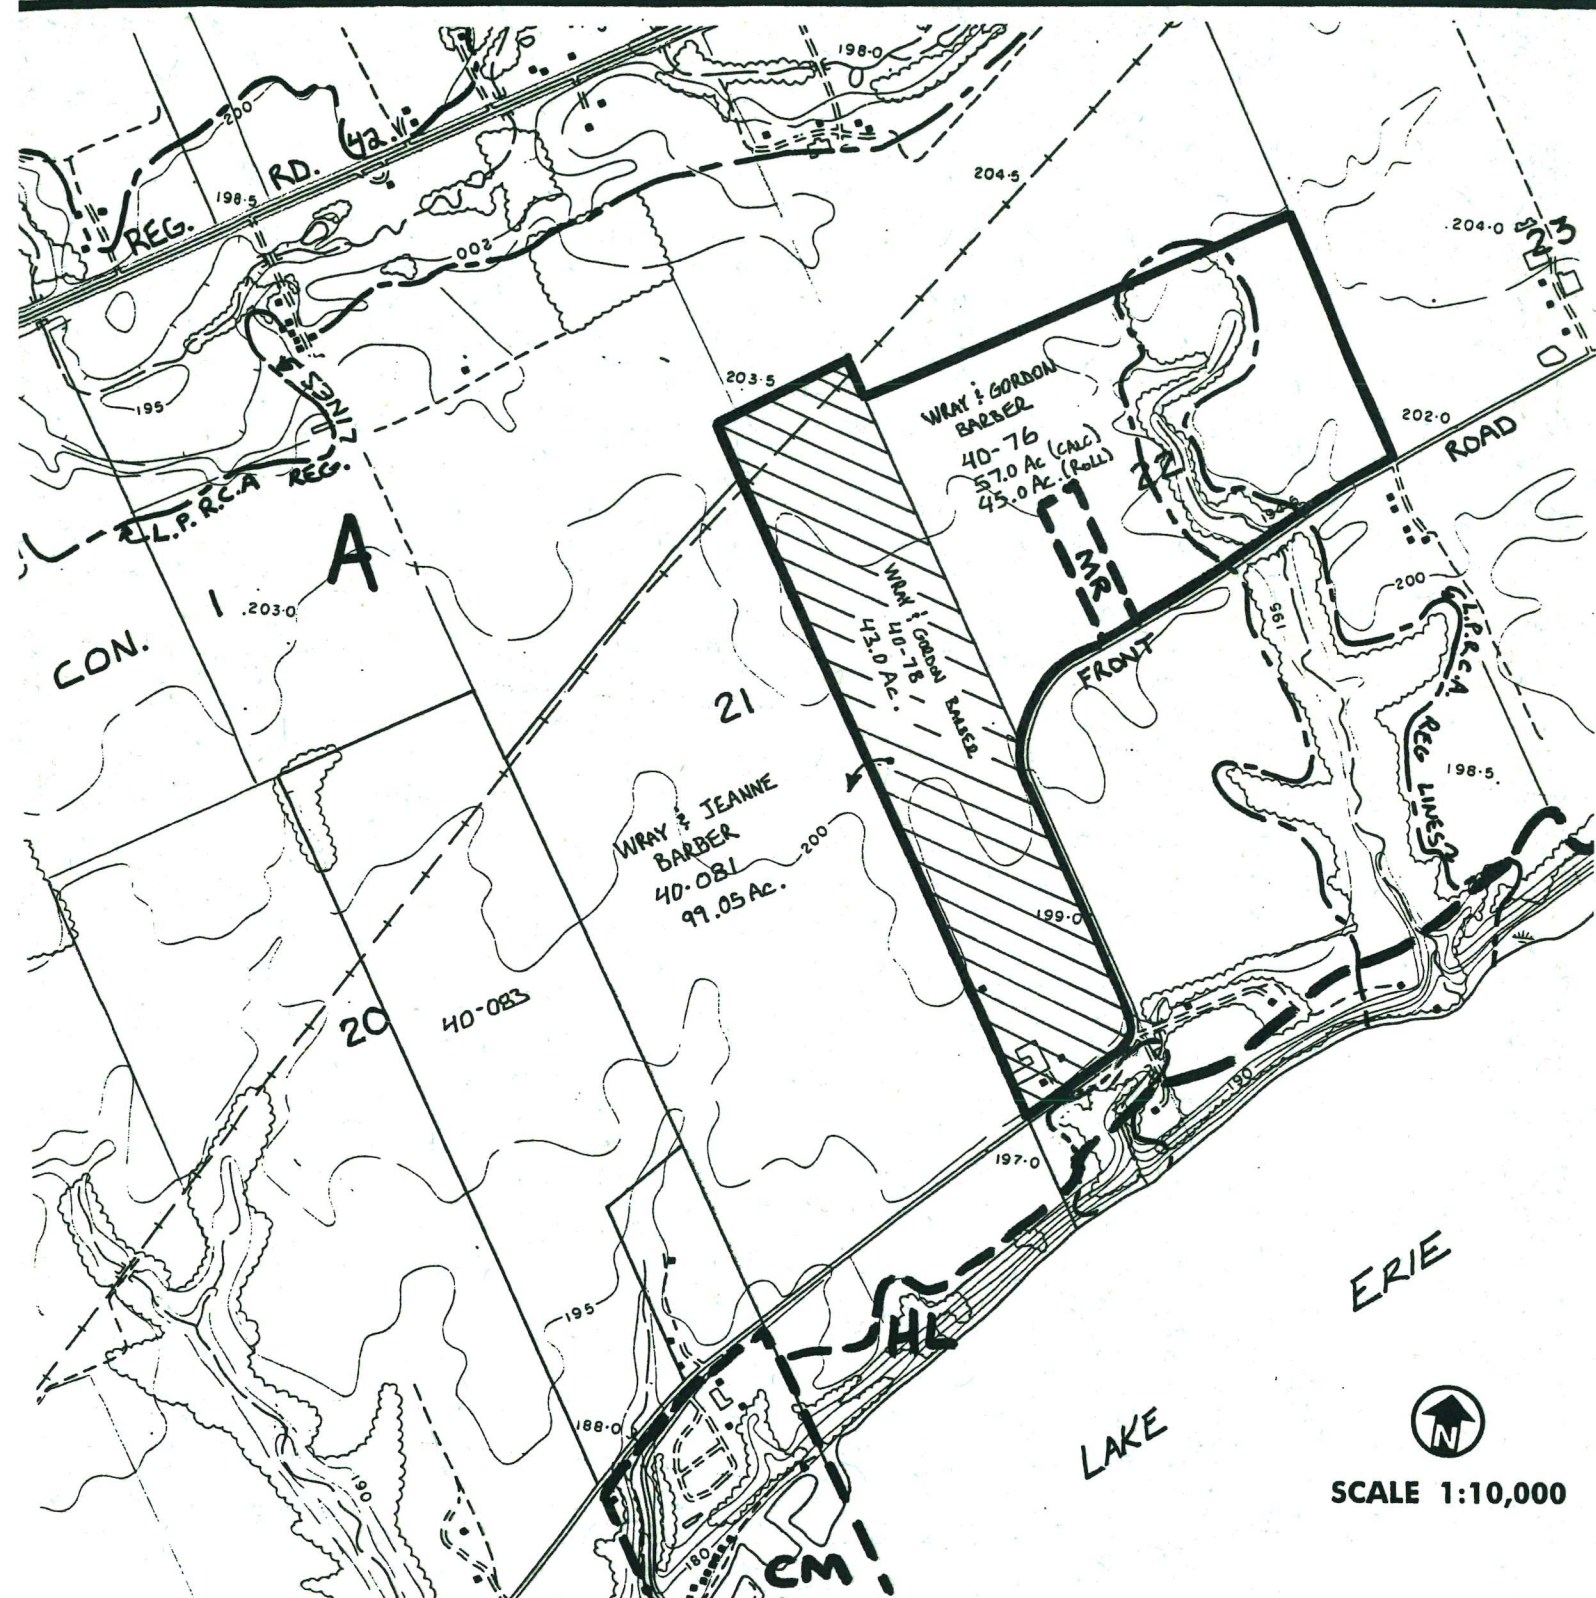 198.0
200
42
RD.
198.5
REG.
200
204.5
204.0
23
203.5
195
LINES
REG.
L.P.R.C.A
WRAY & GORDON
BARBER
40-76
57.0 Ac (CALC)
45.0 Ac. (ROLL)
22
202.0
ROAD
A
1
.203.0
CON.
MR
WRAY & GORDON BARBER
40-78
43.0 Ac.
FRONT
195
200
L.P.R.C.A.
REG LINES
198.5
21
WRAY & JEANNE
BARBER
40-081
99.05 Ac.
200
199.0
20
40-083
190
197.0
195
HL
ERIE
LAKE
188.0
190
180
CM
N
SCALE 1:10,000